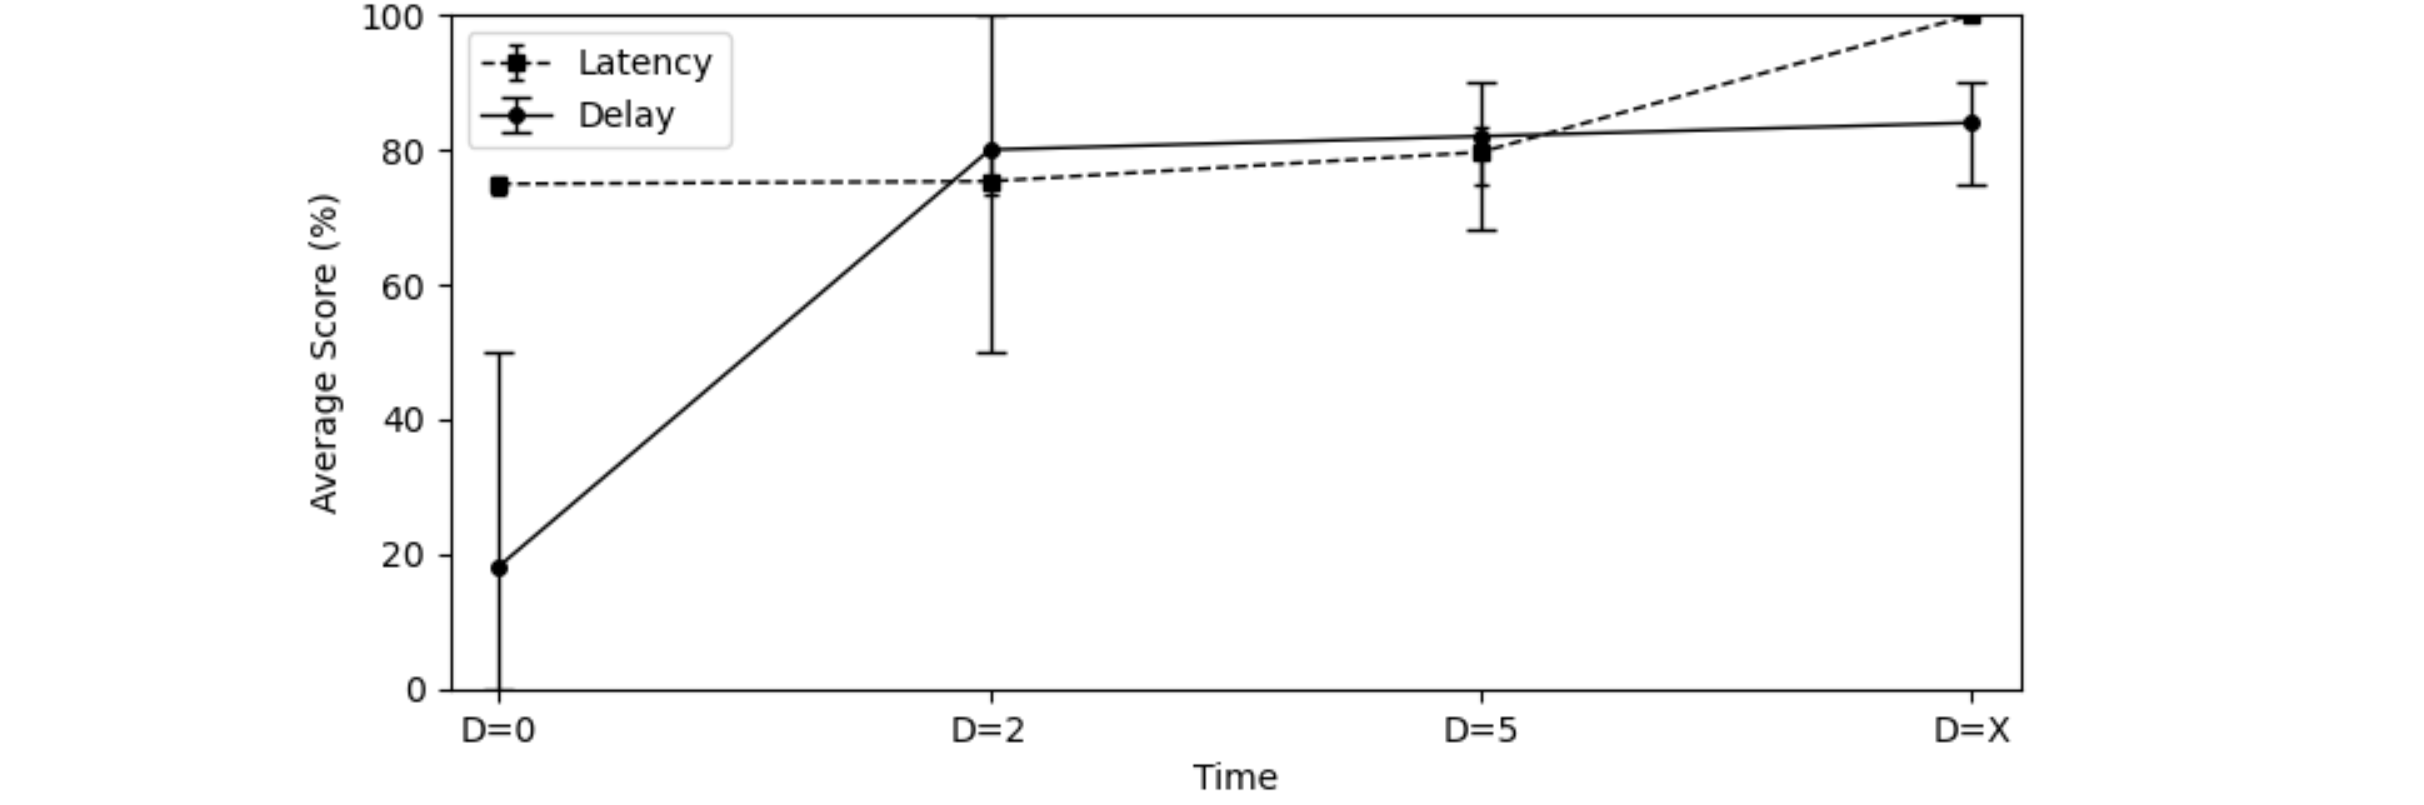 100
80
60
40
20
0
Average Score (%)
Latency
Delay
D=0
D=2
D=5
D=X
Time